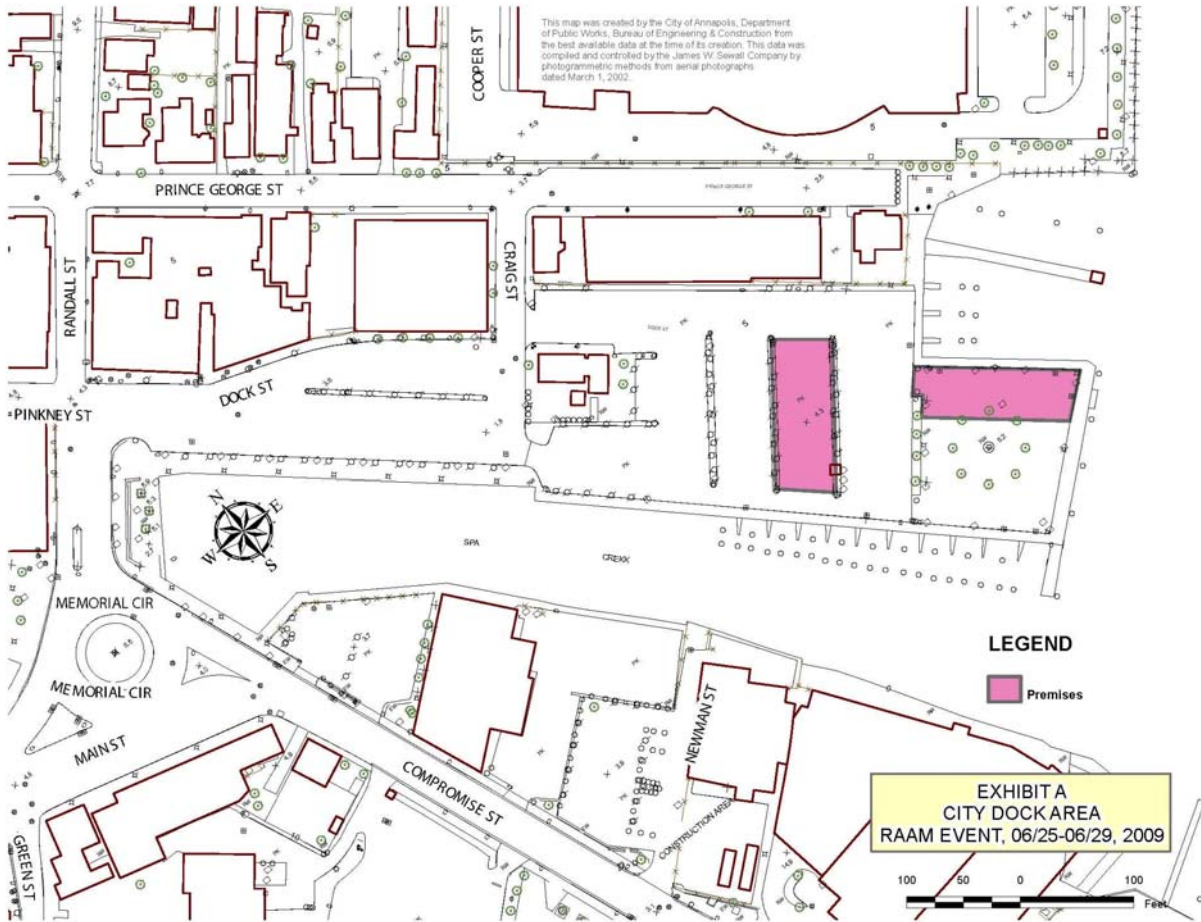 This map was created by the City of Annapolis, Department
of Public Works, Bureau of Engineering & Construction from
the best available data at the time of its creation. This data was
compiled and controlled by the James W. Sewall Company by
photogrammetric methods from aerial photographs
dated March 1, 2002.
COOPER ST
PRINCE GEORGE ST
PRINCE GEORGE ST
RANDALL ST
CRAIG ST
DOCK ST
DOCK ST
PINKNEY ST
N
E
W
S
SPA
CREKK
MEMORIAL CIR
MEMORIAL CIR
MAIN ST
COMPROMISE ST
NEWMAN ST
CONSTRUCTION AREA
GREEN ST
LEGEND
Premises
EXHIBIT A
CITY DOCK AREA
RAAM EVENT, 06/25-06/29, 2009
100 50 0 100
Feet